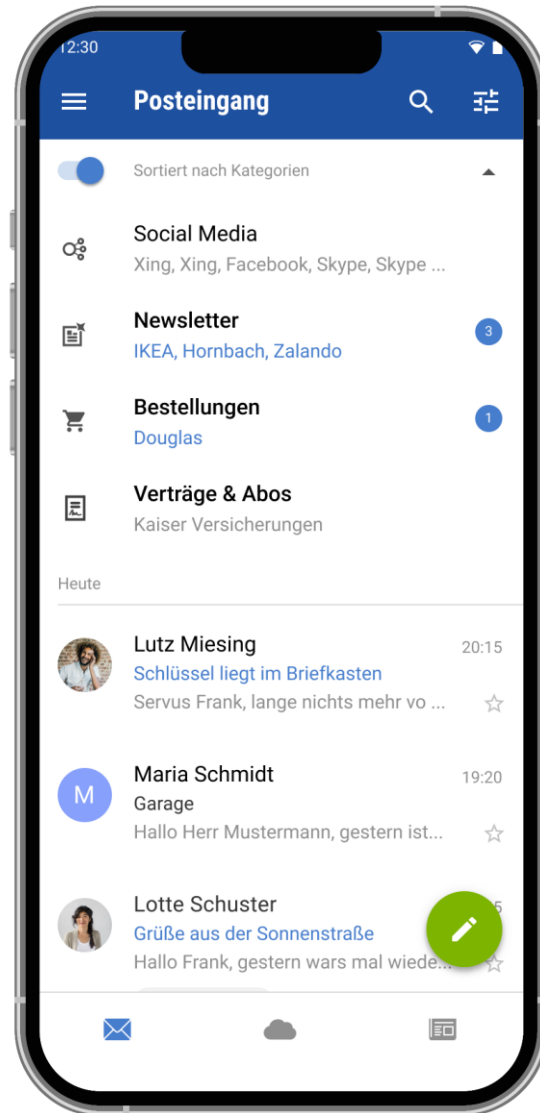 12:30
Posteingang
Sortiert nach Kategorien
Social Media
Xing, Xing, Facebook, Skype, Skype ...
Newsletter
3
IKEA, Hornbach, Zalando
Bestellungen
1
Douglas
Verträge & Abos
Kaiser Versicherungen
Heute
Lutz Miesing
20:15
Schlüssel liegt im Briefkasten
Servus Frank, lange nichts mehr vo ...
Maria Schmidt
19:20
M
Garage
Hallo Herr Mustermann, gestern ist...
Lotte Schuster
Grüße aus der Sonnenstraße
Hallo Frank, gestern wars mal wiede...